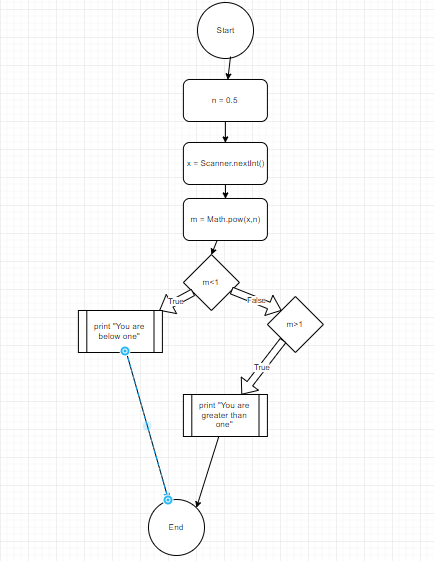 Start
n = 0.5
x = Scanner.nextInt()
m = Math.pow(x,n)
m<1
True
False
print "You are
below one"
m>1
True
print "You are
greater than
one"
End